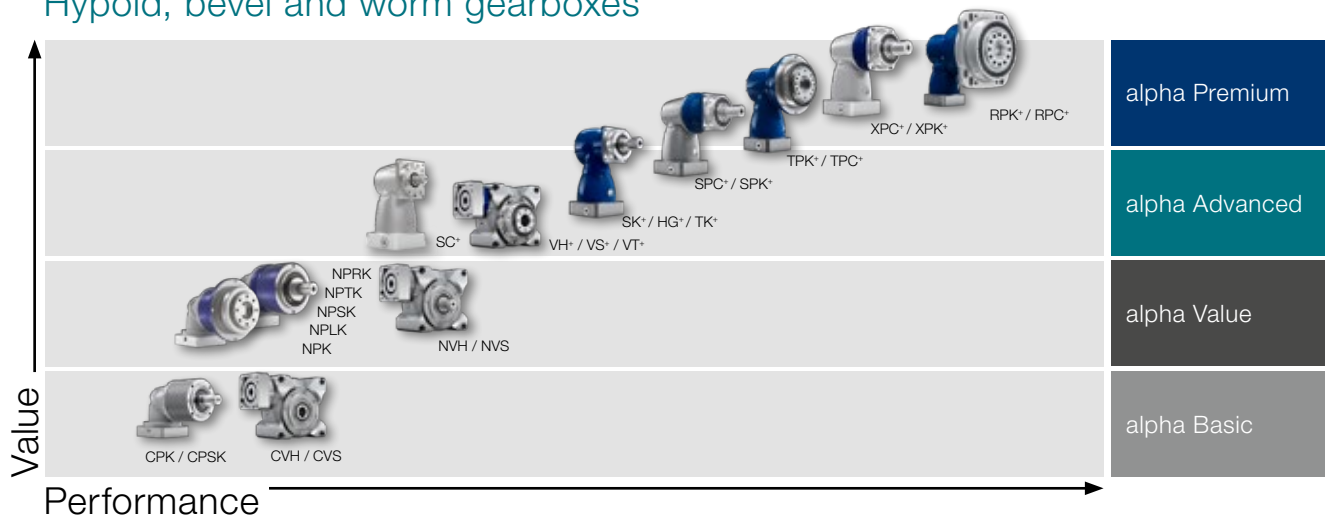 Hypoid, bevel and worm gearboxes
alpha Premium
RPK+ / RPC+
XPC+ / XPK+
TPK+ / TPC+
SPC+ / SPK+
alpha Advanced
SK+ / HG+ / TK+
SC+
VH+ / VS+ / VT+
NPRK
NPTK
NPSK
NPLK
NPK
NVH / NVS
alpha Value
alpha Basic
CPK / CPSK
CVH / CVS
Value
Performance